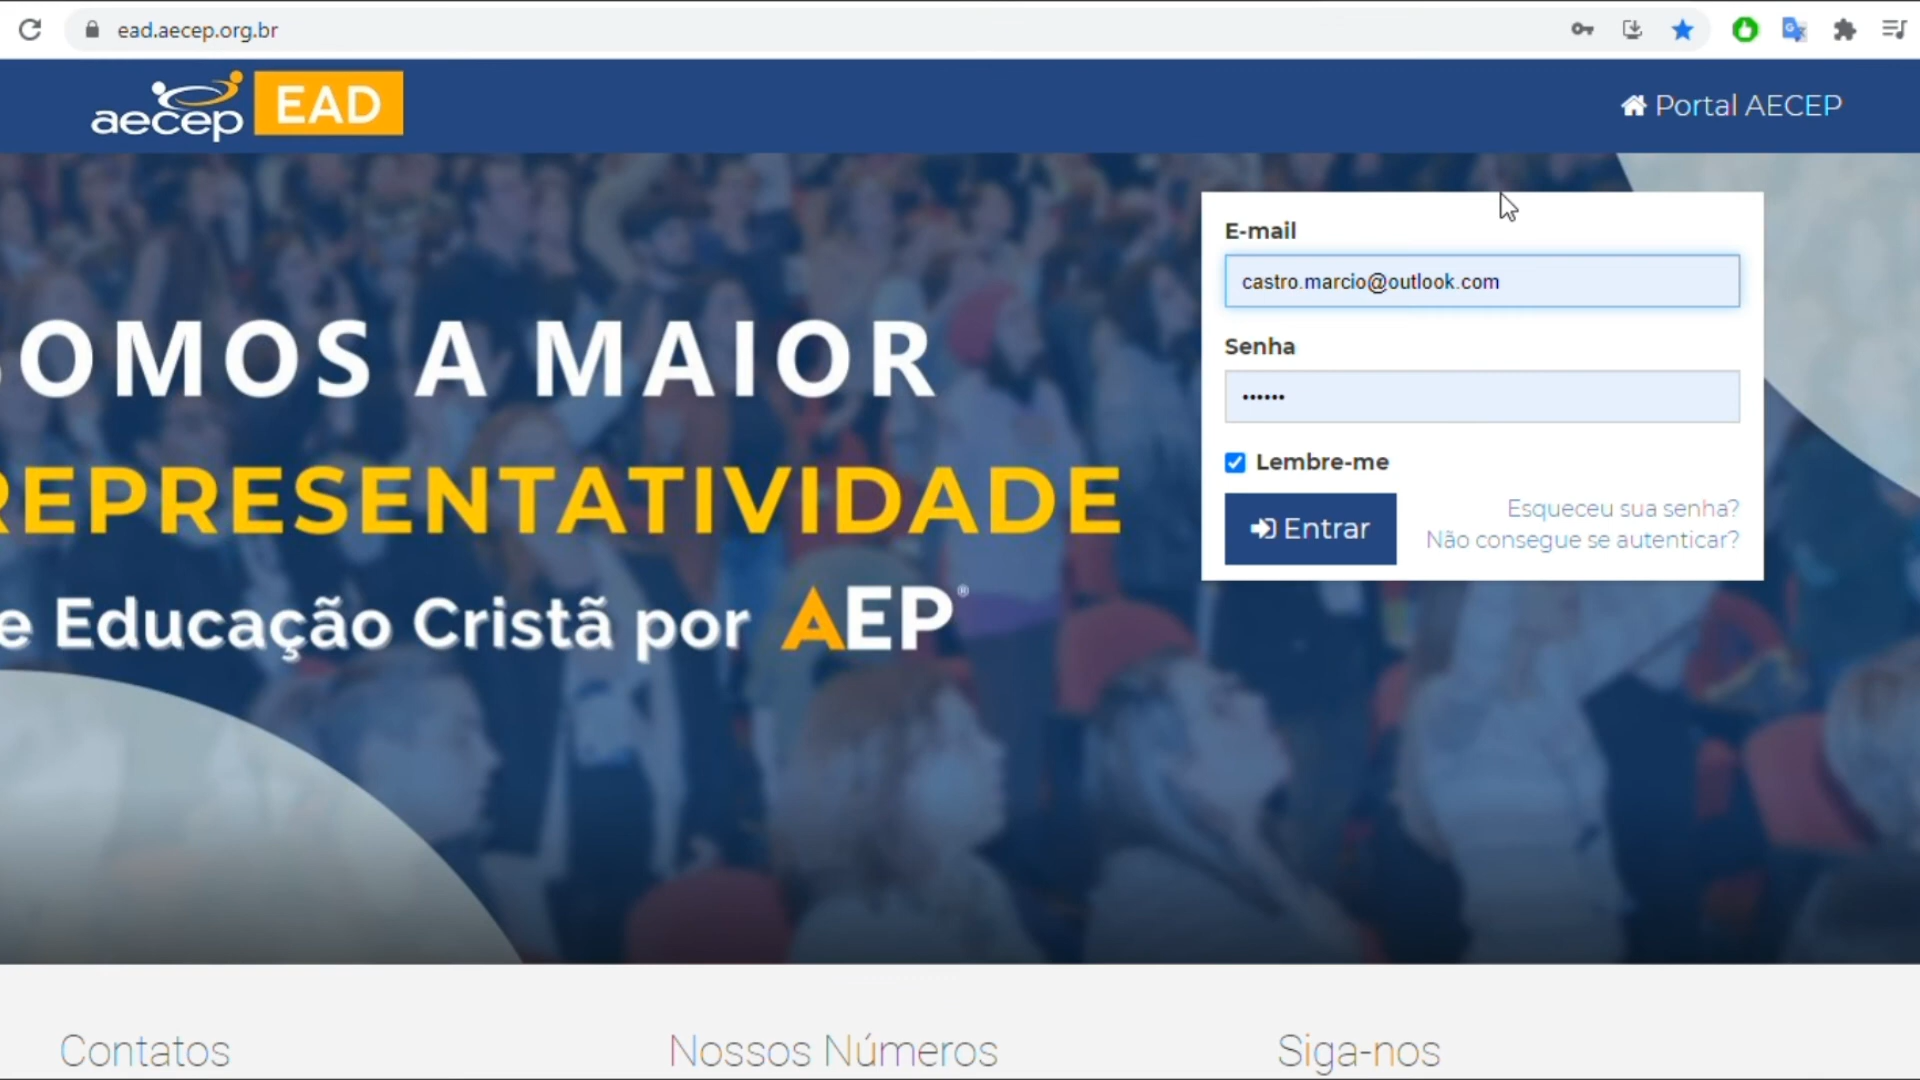 ead.aecep.org.br
aecep EAD
Portal AECEP
E-mail
castro.marcio@outlook.com
Senha
••••••
Lembre-me
Entrar
Esqueceu sua senha?
Não consegue se autenticar?
OMOS A MAIOR
REPRESENTATIVIDADE
e Educação Cristã por AEP®
Contatos
Nossos Números
Siga-nos